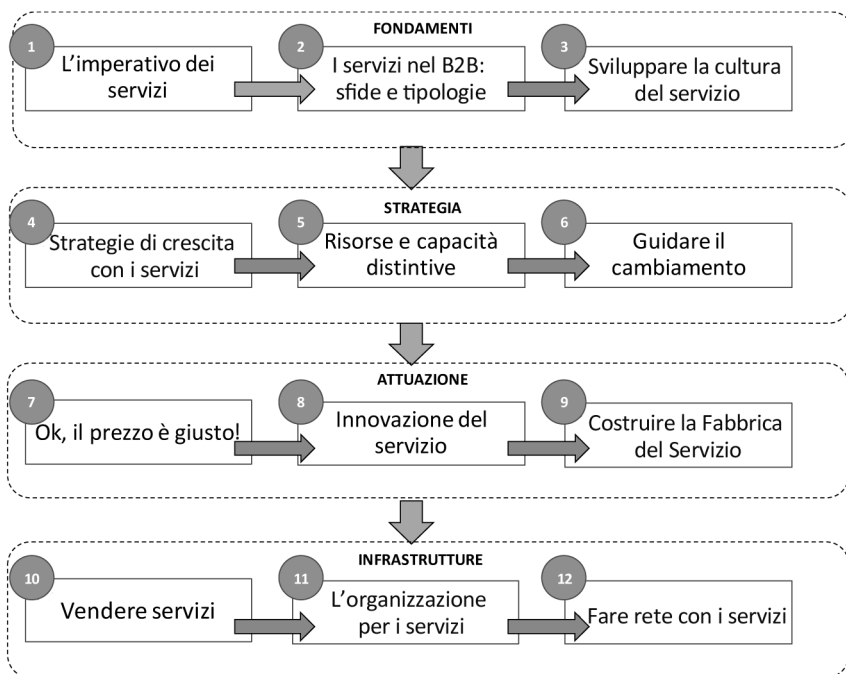 FONDAMENTI
1
L'imperativo dei
servizi
2
I servizi nel B2B:
sfide e tipologie
3
Sviluppare la cultura
del servizio
STRATEGIA
4
Strategie di crescita
con i servizi
5
Risorse e capacità
distintive
6
Guidare il
cambiamento
ATTUAZIONE
7
Ok, il prezzo è giusto!
8
Innovazione del
servizio
9
Costruire la Fabbrica
del Servizio
INFRASTRUTTURE
10
Vendere servizi
11
L'organizzazione
per i servizi
12
Fare rete con i servizi